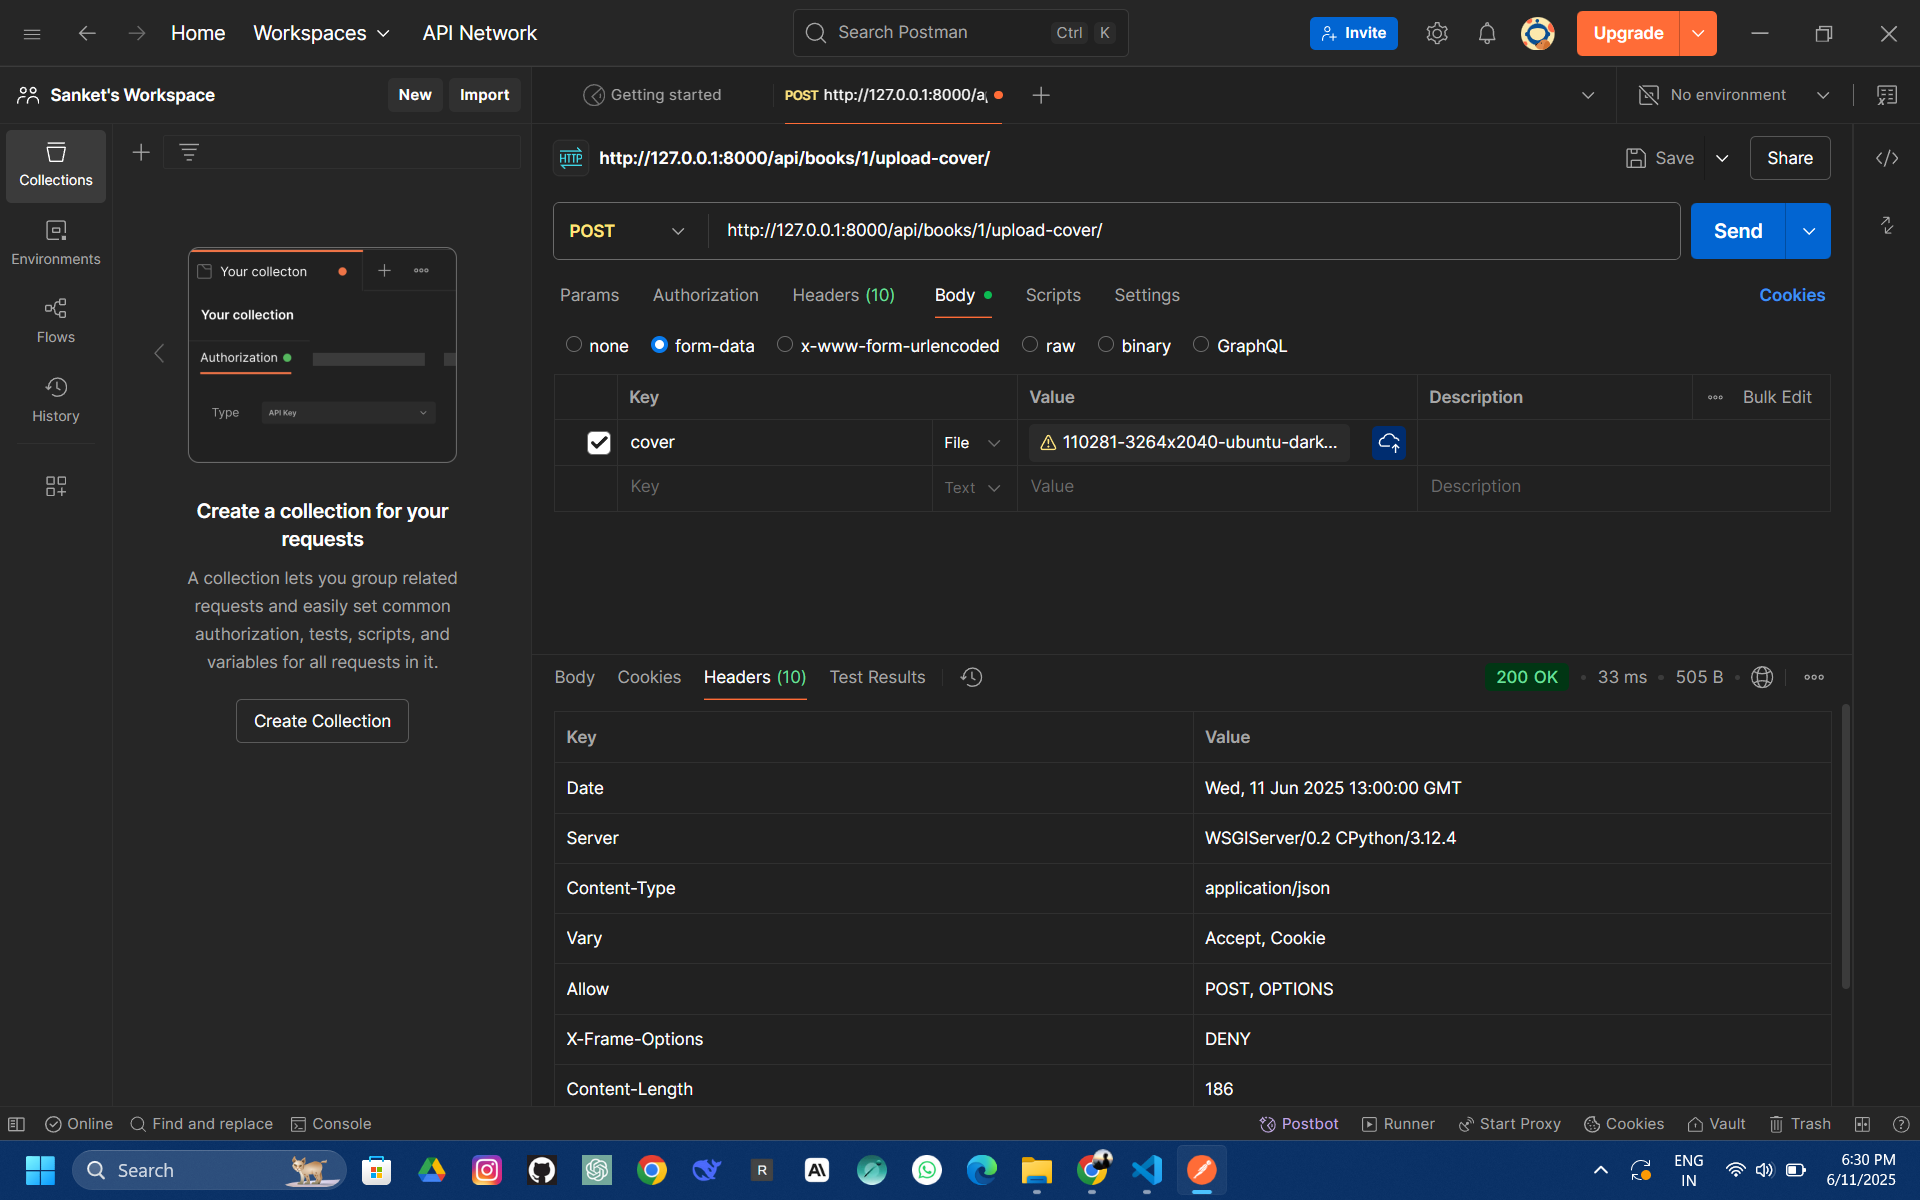 Home Workspaces API Network Search Postman Ctrl K Invite Upgrade
Sanket's Workspace New Import Getting started POST http://127.0.0.1:8000/a No environment
HTTP http://127.0.0.1:8000/api/books/1/upload-cover/ Save Share
POST http://127.0.0.1:8000/api/books/1/upload-cover/ Send
Params Authorization Headers (10) Body Scripts Settings Cookies
none form-data x-www-form-urlencoded raw binary GraphQL
Key Value Description Bulk Edit
cover File 110281-3264x2040-ubuntu-dark...
Key Text Value Description
Collections
Environments
Flows
History
Your collecton
Your collection
Authorization
Type API Key
Create a collection for your
requests
A collection lets you group related
requests and easily set common
authorization, tests, scripts, and
variables for all requests in it.
Create Collection
Body Cookies Headers (10) Test Results 200 OK 33 ms 505 B
Key Value
Date Wed, 11 Jun 2025 13:00:00 GMT
Server WSGIServer/0.2 CPython/3.12.4
Content-Type application/json
Vary Accept, Cookie
Allow POST, OPTIONS
X-Frame-Options DENY
Content-Length 186
Online Find and replace Console Postbot Runner Start Proxy Cookies Vault Trash
Search R AI ENG
IN
6:30 PM
6/11/2025